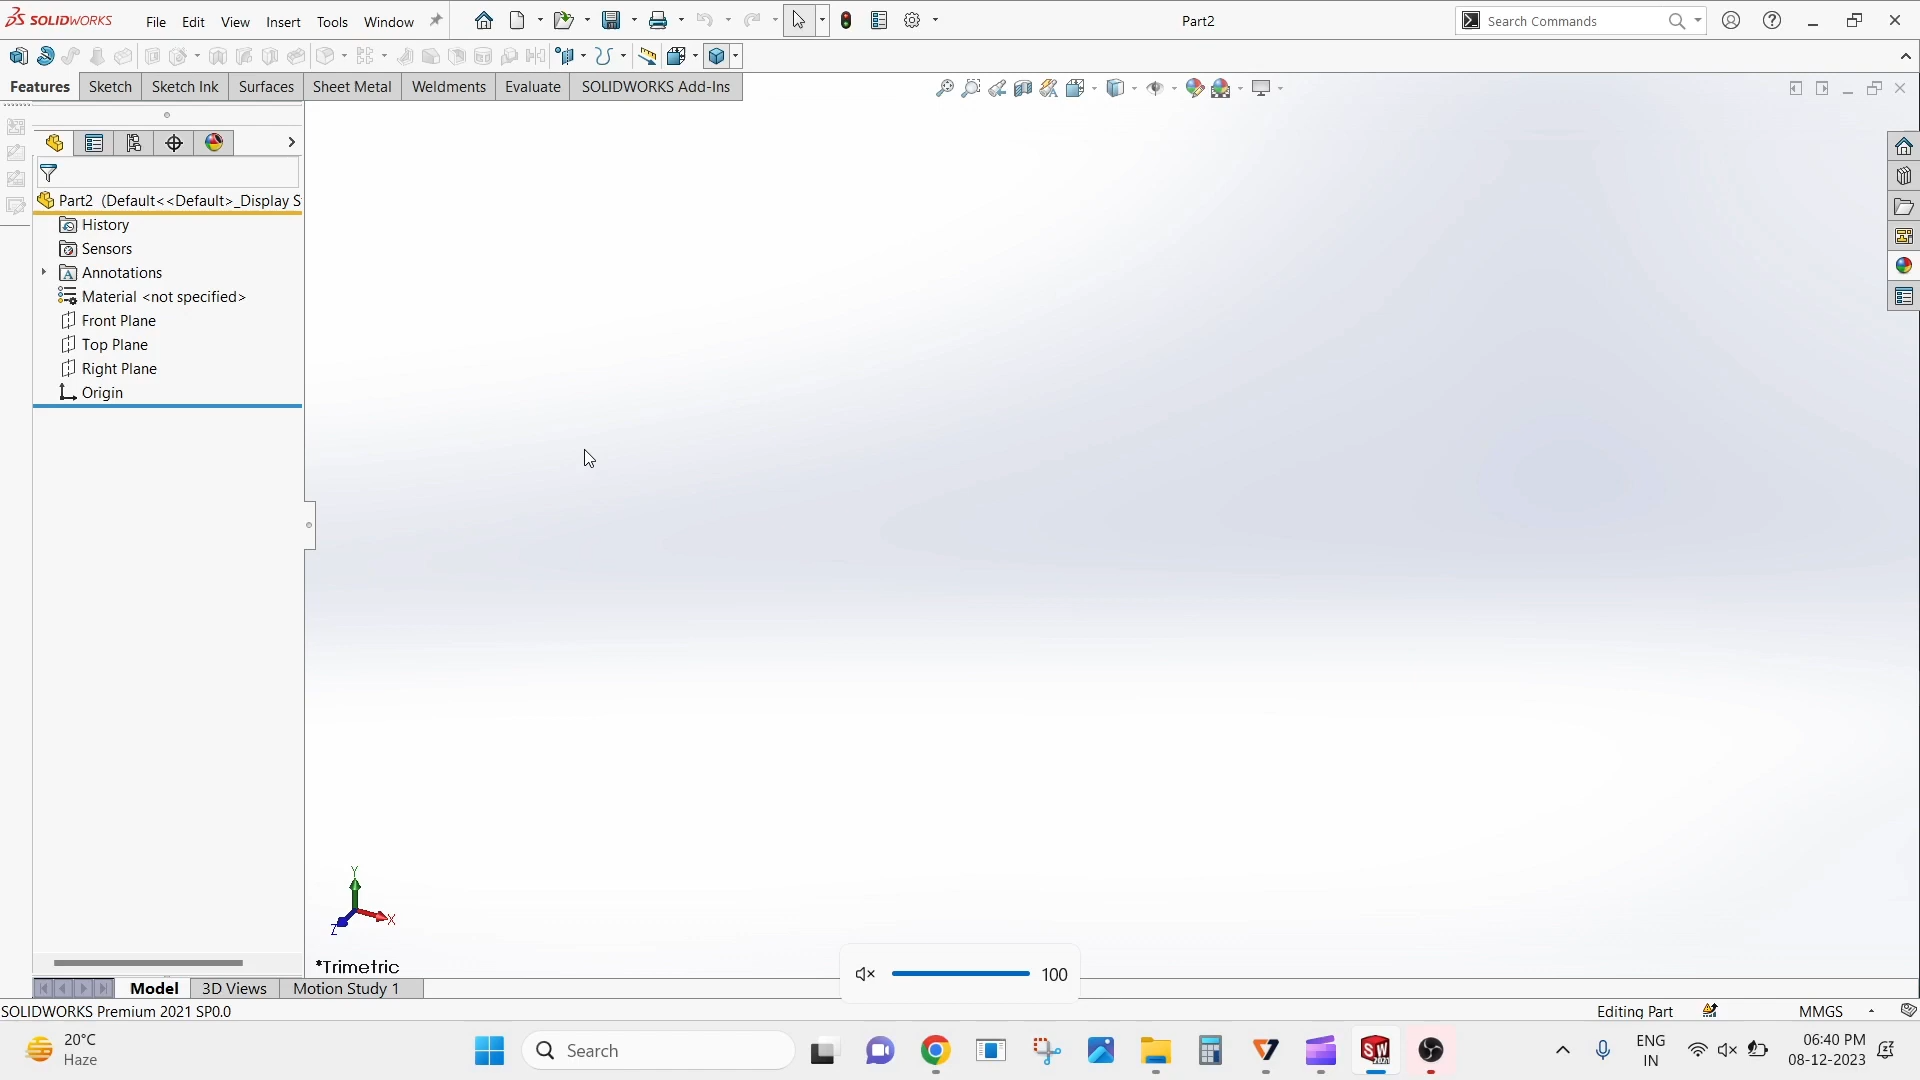 SOLIDWORKS File Edit View Insert Tools Window Part2 Search Commands
Features Sketch Sketch Ink Surfaces Sheet Metal Weldments Evaluate SOLIDWORKS Add-Ins
Part2 (Default<<Default>_Display S
History
Sensors
Annotations
Material <not specified>
Front Plane
Top Plane
Right Plane
Origin
Y
X
Z
*Trimetric
100
Model 3D Views Motion Study 1
SOLIDWORKS Premium 2021 SP0.0 Editing Part MMGS
20°C
Haze
Search
SW
2021
ENG
IN
06:40 PM
08-12-2023